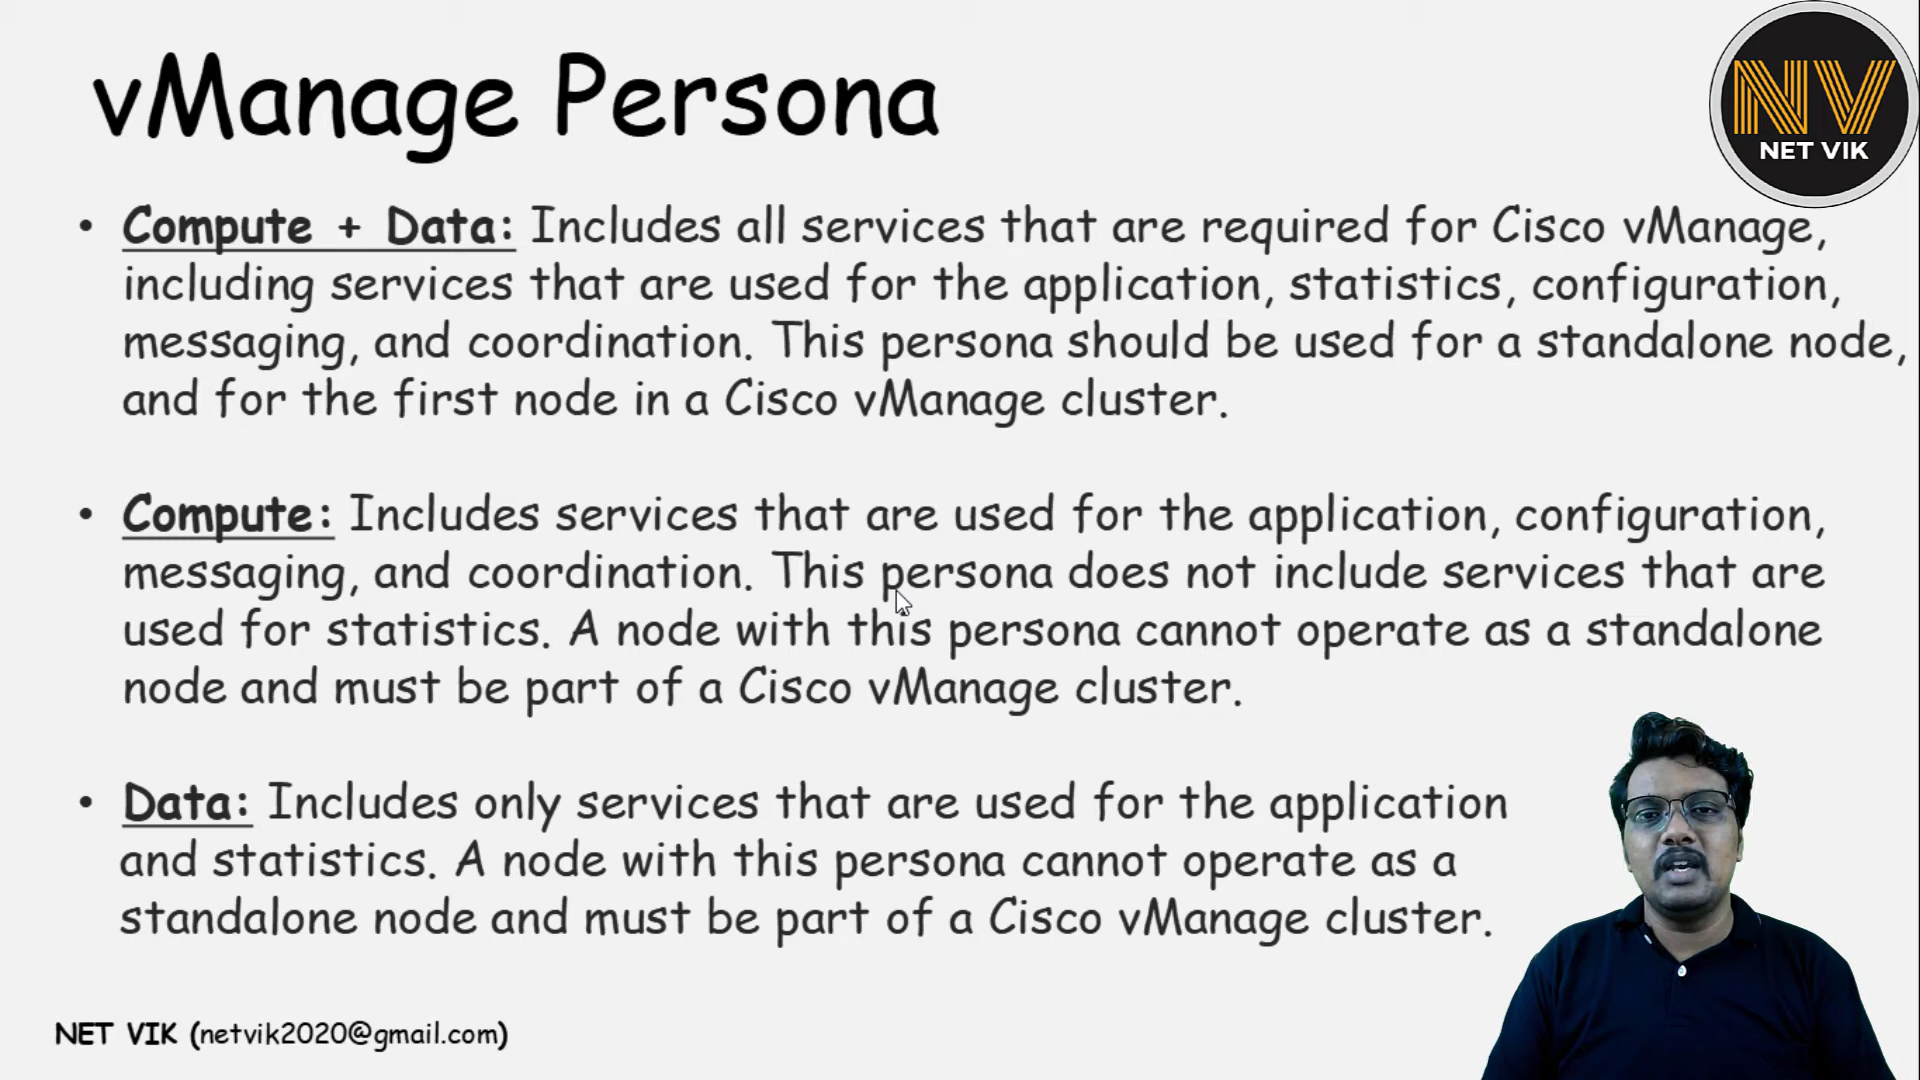 vManage Persona
NV
NET VIK
• Compute + Data: Includes all services that are required for Cisco vManage,
including services that are used for the application, statistics, configuration,
messaging, and coordination. This persona should be used for a standalone node,
and for the first node in a Cisco vManage cluster.
• Compute: Includes services that are used for the application, configuration,
messaging, and coordination. This persona does not include services that are
used for statistics. A node with this persona cannot operate as a standalone
node and must be part of a Cisco vManage cluster.
• Data: Includes only services that are used for the application
and statistics. A node with this persona cannot operate as a
standalone node and must be part of a Cisco vManage cluster.
NET VIK (netvik2020@gmail.com)